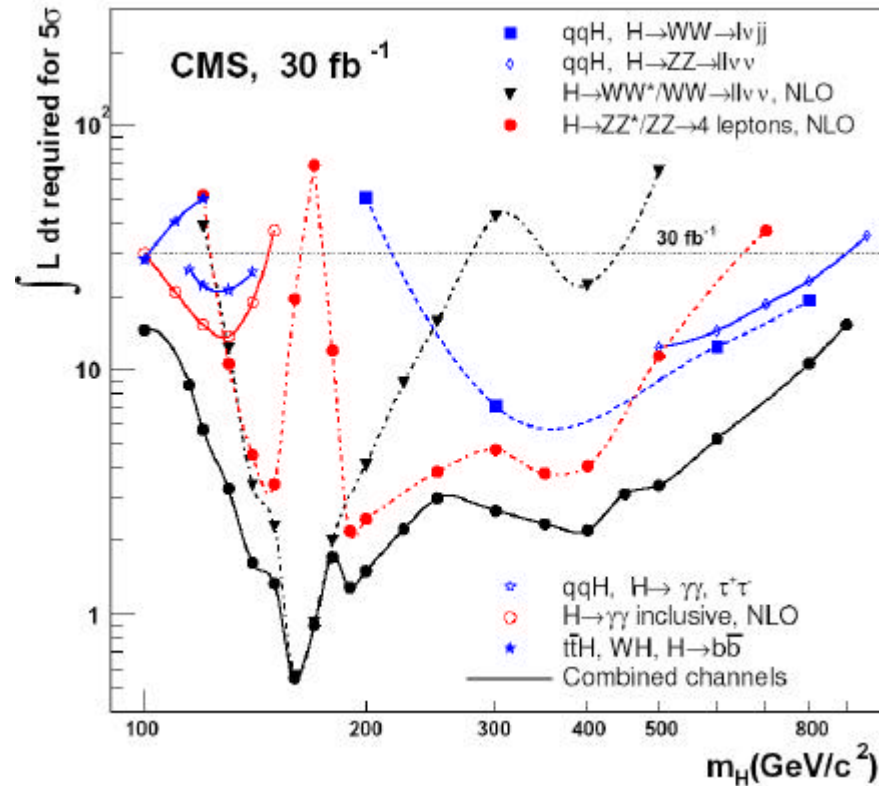 ∫ L dt required for 5σ
CMS, 30 fb⁻¹
qqH, H→WW→lνjj
qqH, H→ZZ→llνν
H→WW*/WW→llνν, NLO
H→ZZ*/ZZ→4 leptons, NLO
10²
30 fb⁻¹
10
1
qqH, H→γγ, τ⁺τ⁻
H→γγ inclusive, NLO
tt̄H, WH, H→bb̄
Combined channels
100 200 300 400 500 800
m_H(GeV/c²)